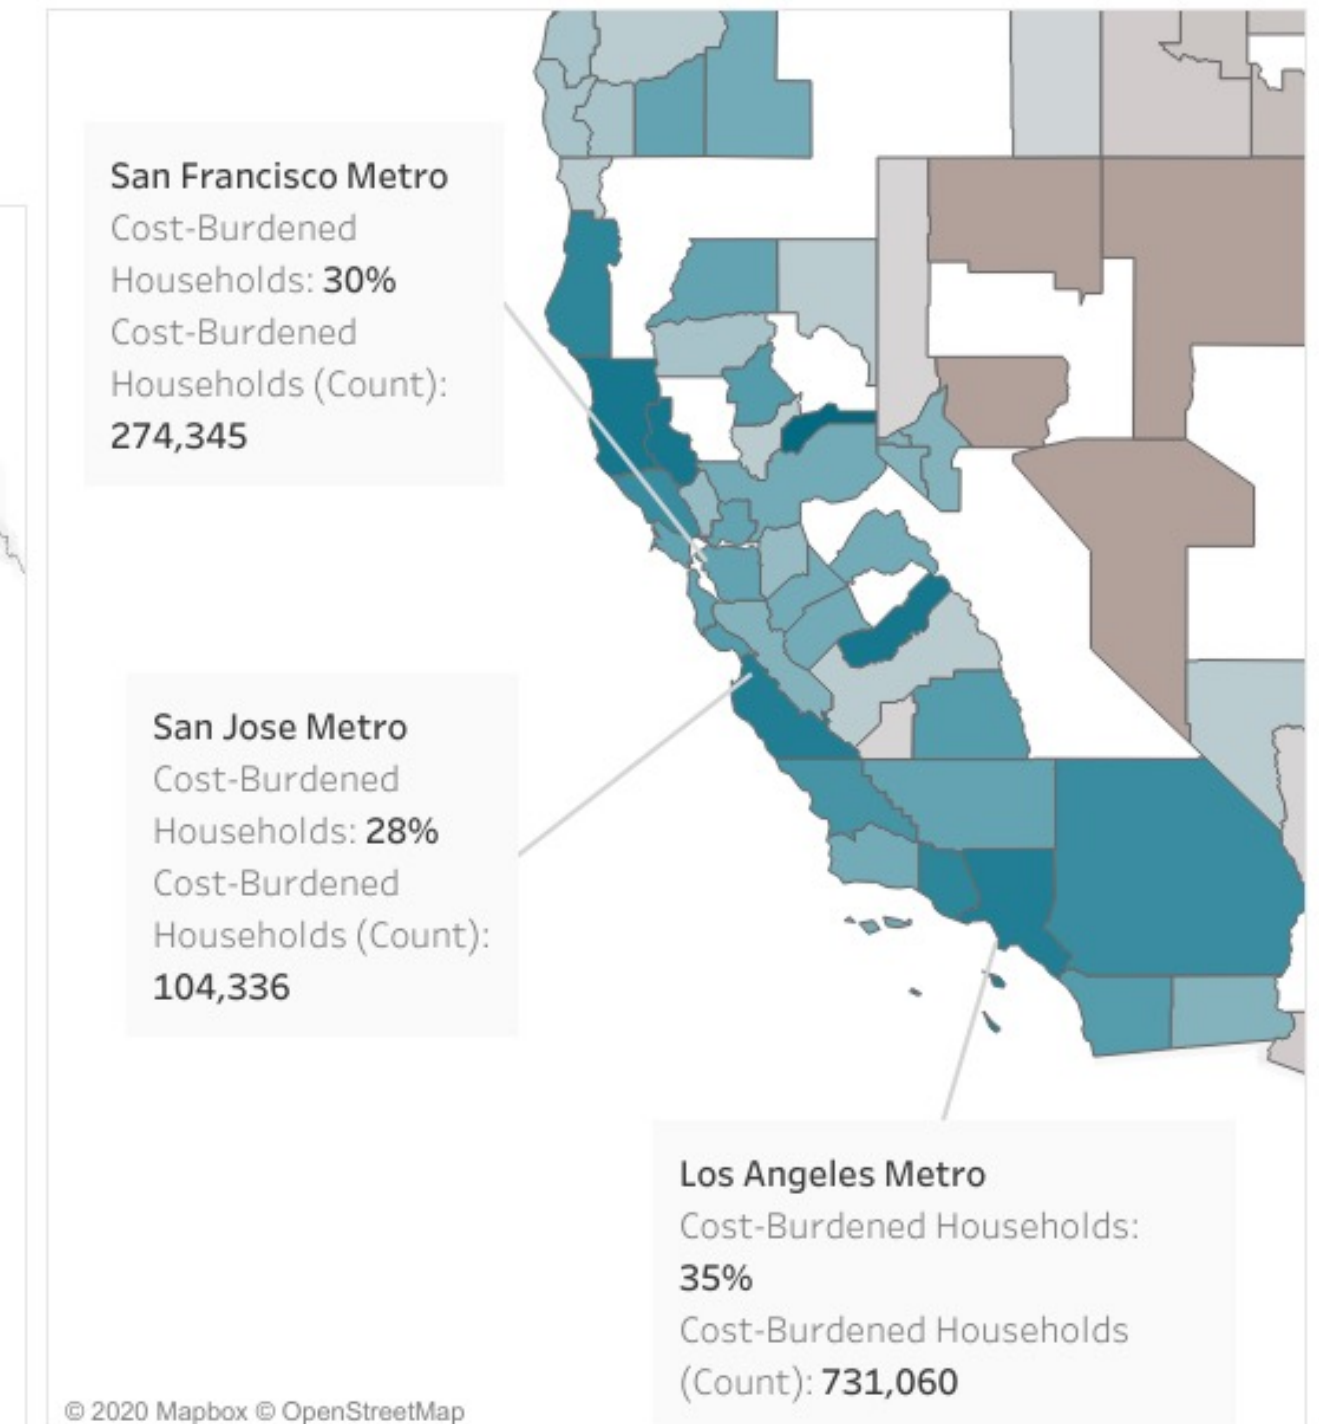 San Francisco Metro
Cost-Burdened
Households: 30%
Cost-Burdened
Households (Count):
274,345
San Jose Metro
Cost-Burdened
Households: 28%
Cost-Burdened
Households (Count):
104,336
Los Angeles Metro
Cost-Burdened Households:
35%
Cost-Burdened Households
(Count): 731,060
© 2020 Mapbox © OpenStreetMap